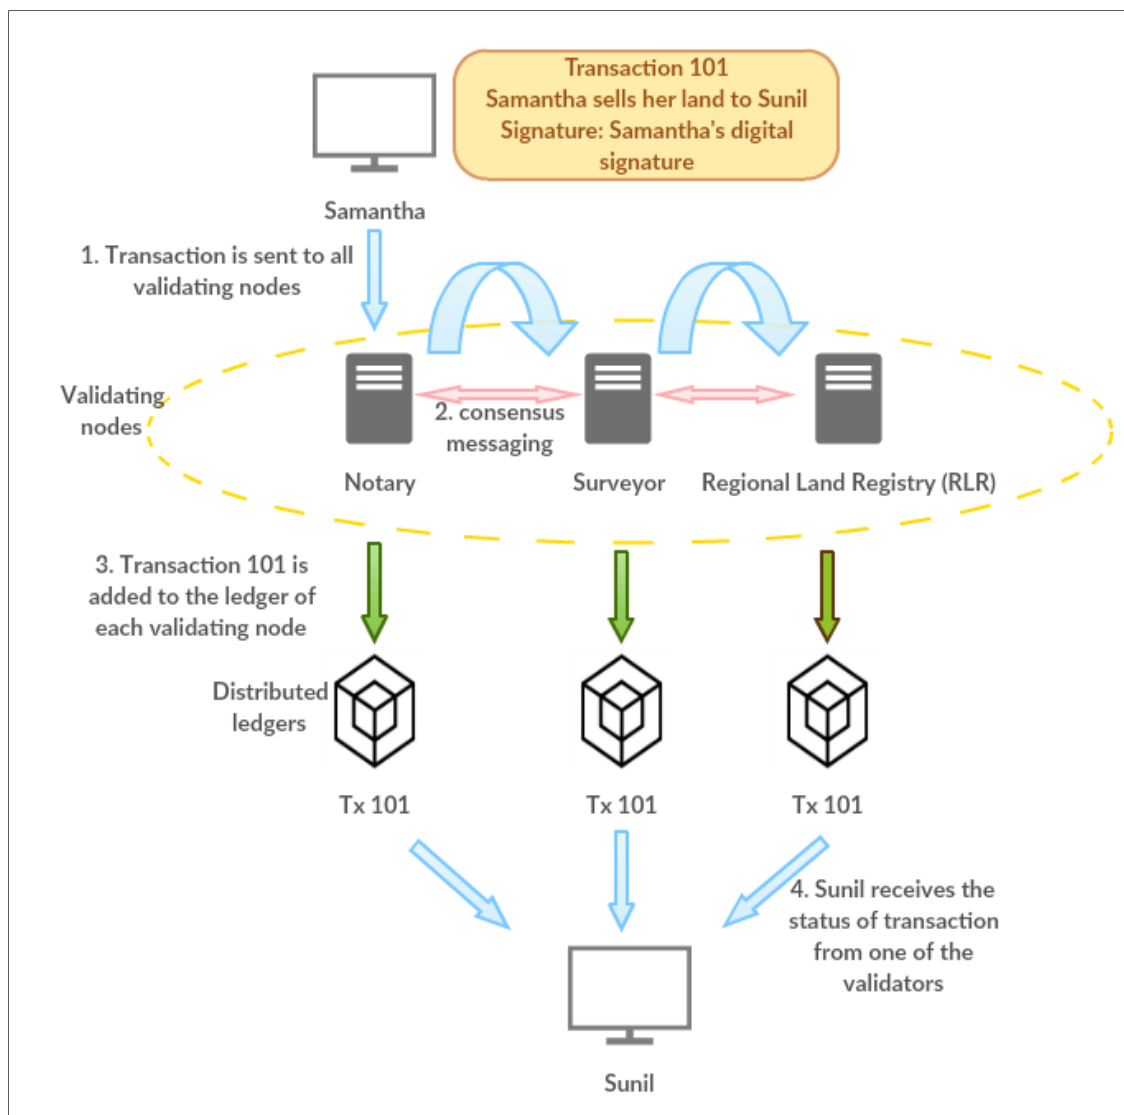 Transaction 101
Samantha sells her land to Sunil
Signature: Samantha's digital
signature
Samantha
1. Transaction is sent to all
validating nodes
Validating
nodes
2. consensus
messaging
Notary
Surveyor
Regional Land Registry (RLR)
3. Transaction 101 is
added to the ledger of
each validating node
Distributed
ledgers
Tx 101
Tx 101
Tx 101
4. Sunil receives the
status of transaction
from one of the
validators
Sunil